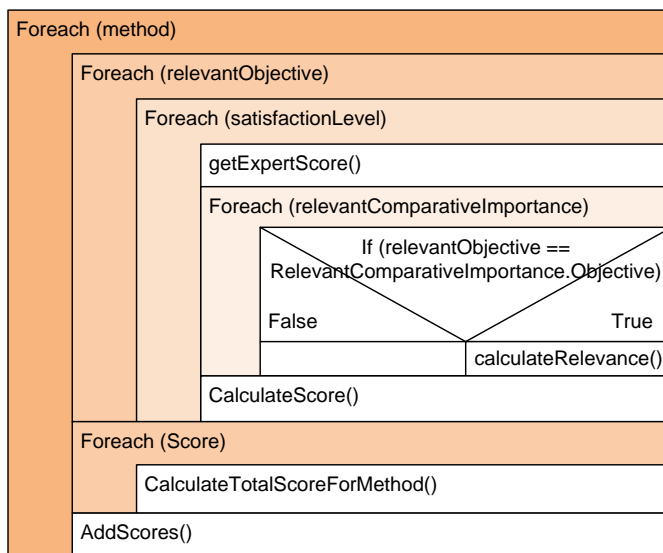 Foreach (method)
Foreach (relevantObjective)
Foreach (satisfactionLevel)
getExpertScore()
Foreach (relevantComparativeImportance)
If (relevantObjective ==
RelevantComparativeImportance.Objective)
False
True
calculateRelevance()
CalculateScore()
Foreach (Score)
CalculateTotalScoreForMethod()
AddScores()